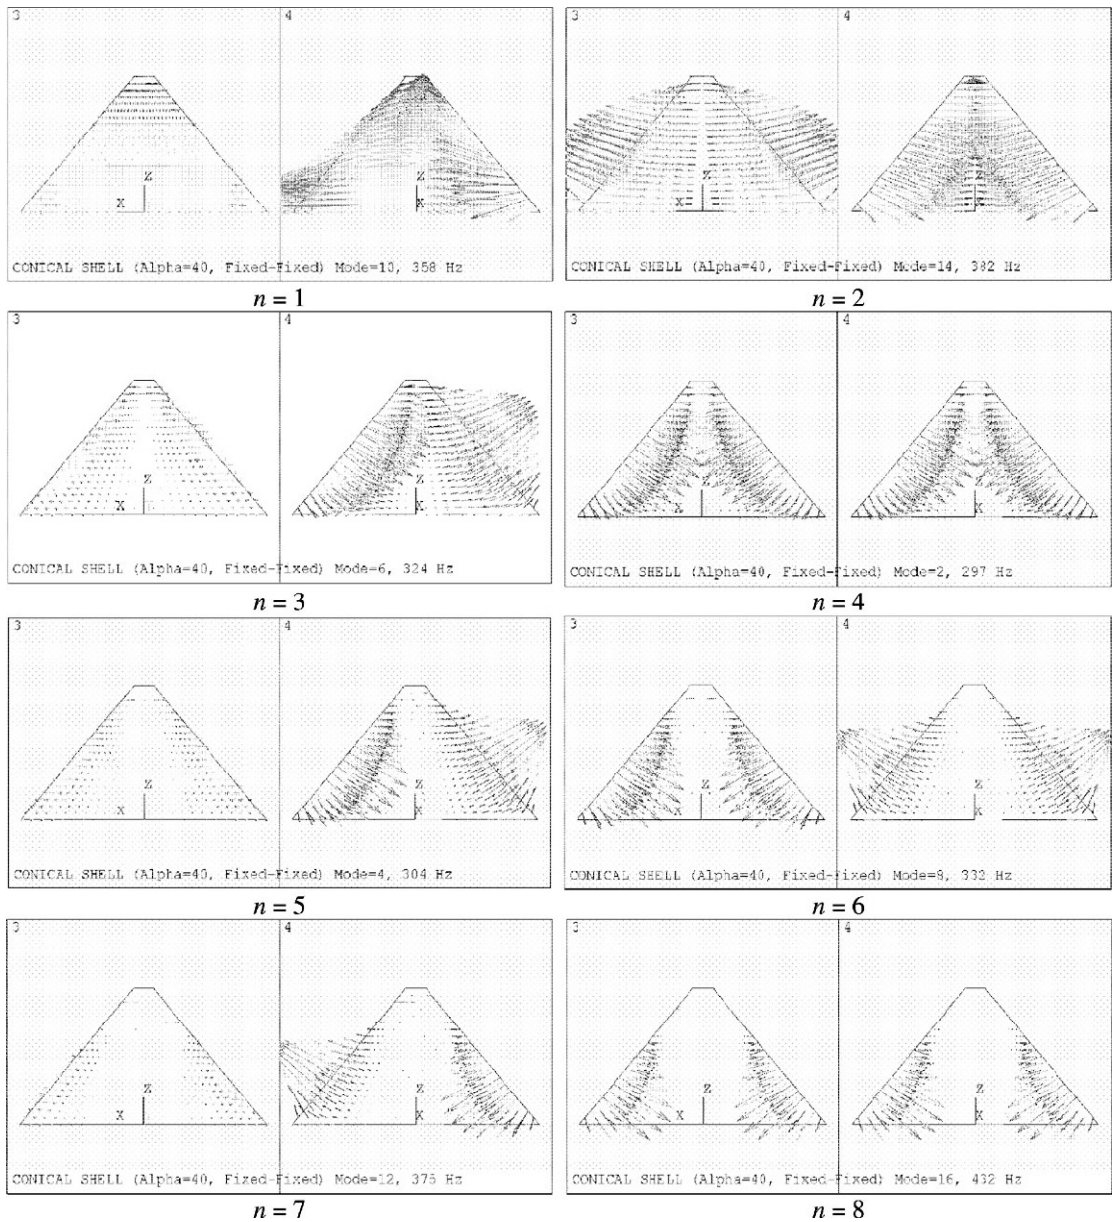 3 4
Z Z
X X
CONICAL SHELL (Alpha=40, Fixed-Fixed) Mode=10, 358 Hz
n = 1
3 4
Z Z
X X
CONICAL SHELL (Alpha=40, Fixed-Fixed) Mode=14, 382 Hz
n = 2
3 4
Z Z
X X
CONICAL SHELL (Alpha=40, Fixed-Fixed) Mode=6, 324 Hz
n = 3
3 4
Z Z
X X
CONICAL SHELL (Alpha=40, Fixed-Fixed) Mode=2, 297 Hz
n = 4
3 4
Z Z
X X
CONICAL SHELL (Alpha=40, Fixed-Fixed) Mode=4, 304 Hz
n = 5
3 4
Z Z
X X
CONICAL SHELL (Alpha=40, Fixed-Fixed) Mode=8, 332 Hz
n = 6
3 4
Z Z
X X
CONICAL SHELL (Alpha=40, Fixed-Fixed) Mode=12, 375 Hz
n = 7
3 4
Z Z
X X
CONICAL SHELL (Alpha=40, Fixed-Fixed) Mode=16, 432 Hz
n = 8